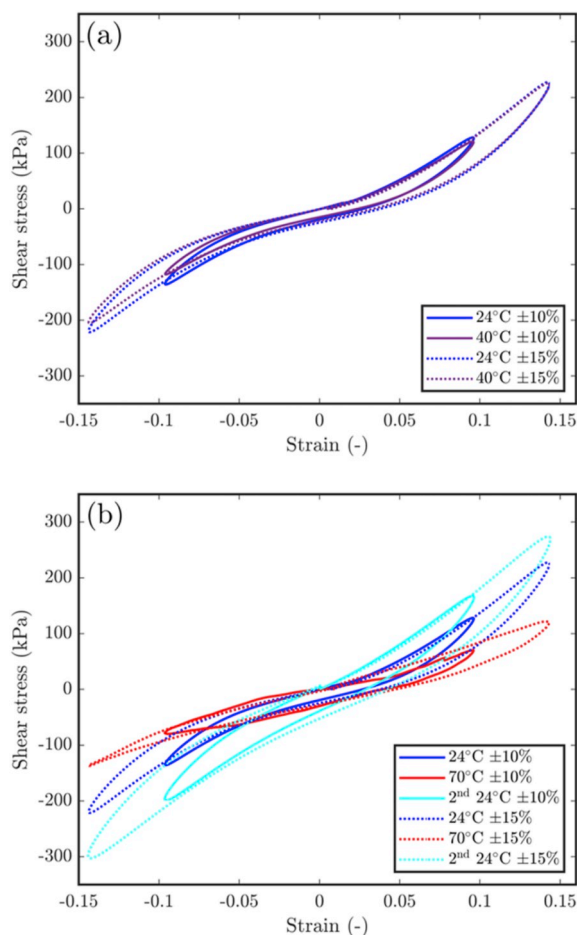 (a)
300
200
100
0
-100
-200
-300
Shear stress (kPa)
24°C ±10%
40°C ±10%
24°C ±15%
40°C ±15%
-0.15 -0.1 -0.05 0 0.05 0.1 0.15
Strain (-)
(b)
300
200
100
0
-100
-200
-300
Shear stress (kPa)
24°C ±10%
70°C ±10%
2nd 24°C ±10%
24°C ±15%
70°C ±15%
2nd 24°C ±15%
-0.15 -0.1 -0.05 0 0.05 0.1 0.15
Strain (-)